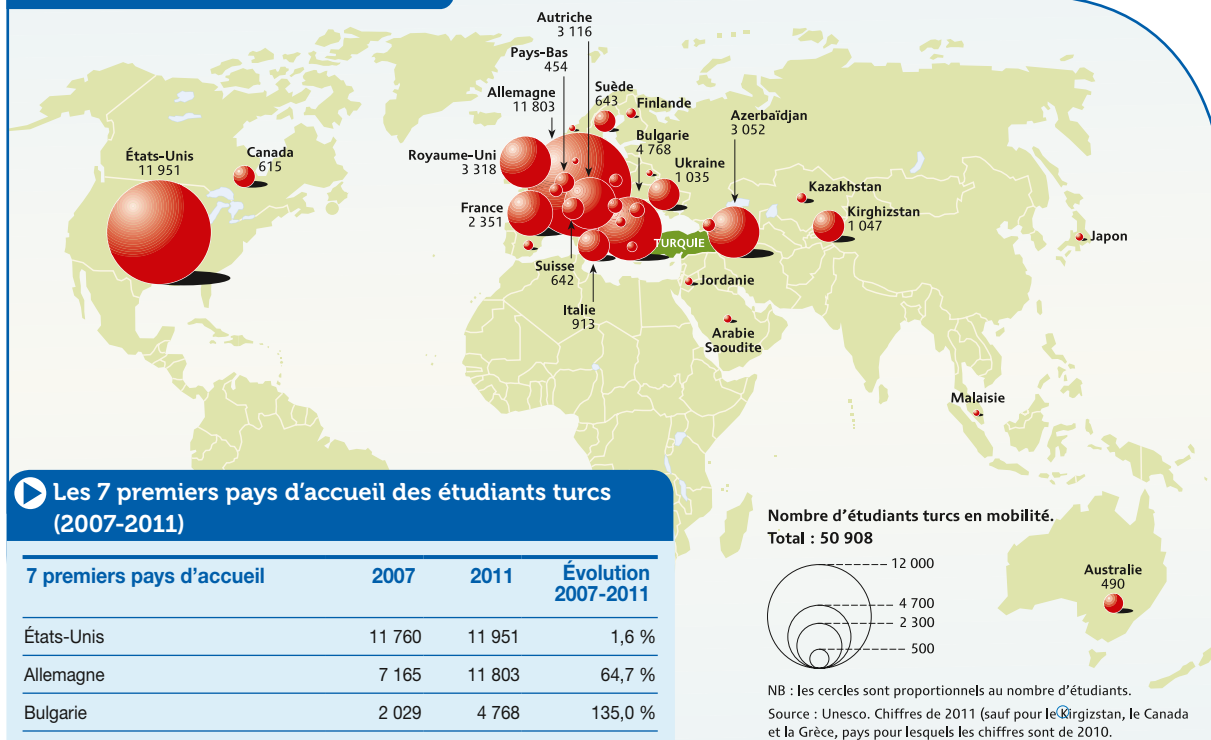 Autriche
3 116
Pays-Bas
454
Allemagne
11 803
Suède
643
Finlande
Azerbaïdjan
3 052
Bulgarie
4 768
Ukraine
1 035
Royaume-Uni
3 318
États-Unis
11 951
Canada
615
France
2 351
Kazakhstan
Kirghizstan
1 047
Japon
TURQUIE
Suisse
642
Italie
913
Jordanie
Arabie
Saoudite
Malaisie
Australie
490
Les 7 premiers pays d'accueil des étudiants turcs
(2007-2011)
7 premiers pays d'accueil 2007 2011 Évolution
2007-2011
États-Unis 11 760 11 951 1,6 %
Allemagne 7 165 11 803 64,7 %
Bulgarie 2 029 4 768 135,0 %
Nombre d'étudiants turcs en mobilité.
Total : 50 908
12 000
4 700
2 300
500
NB : les cercles sont proportionnels au nombre d'étudiants.
Source : Unesco. Chiffres de 2011 (sauf pour le Kirgizstan, le Canada
et la Grèce, pays pour lesquels les chiffres sont de 2010.